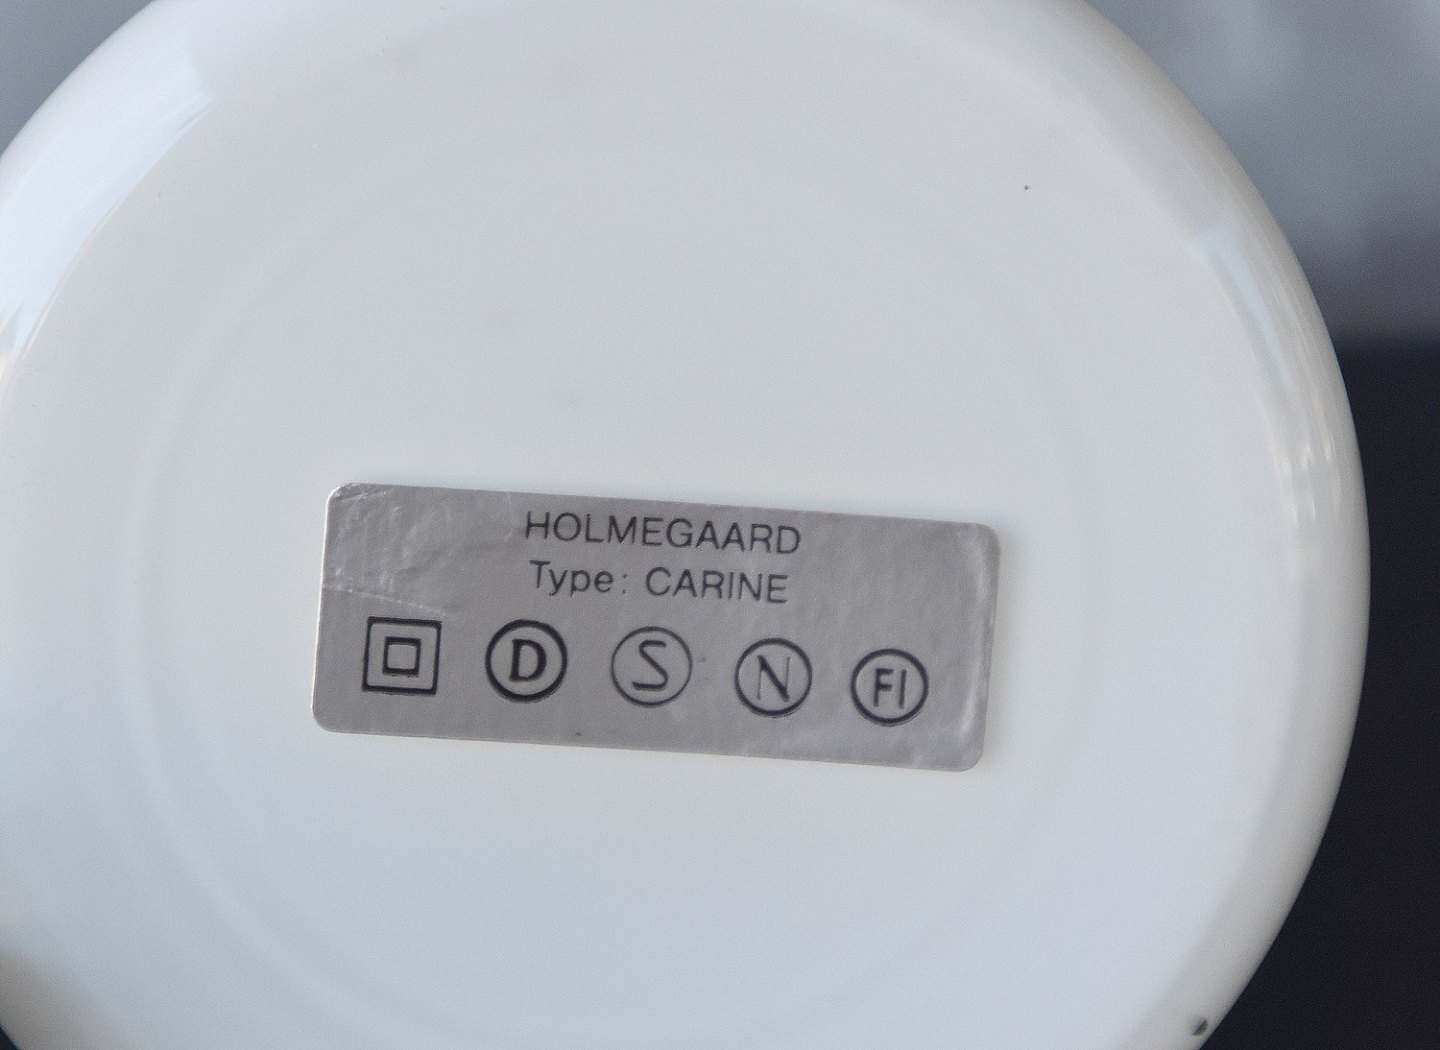 HOLMEGAARD
Type: CARINE
D S N FI